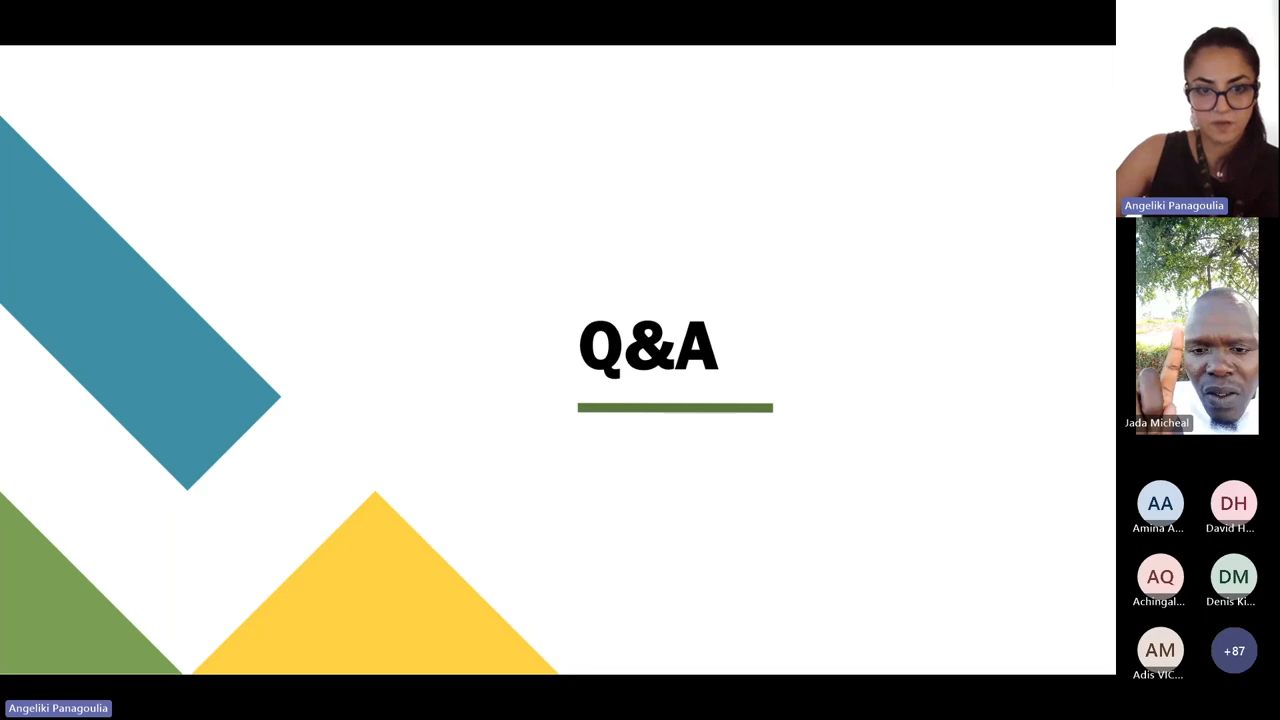 Q&A
Angeliki Panagoulia
Jada Micheal
AA
Amina A...
DH
David H...
AQ
Achingal...
DM
Denis Ki...
AM
Adis VIC...
+87
Angeliki Panagoulia